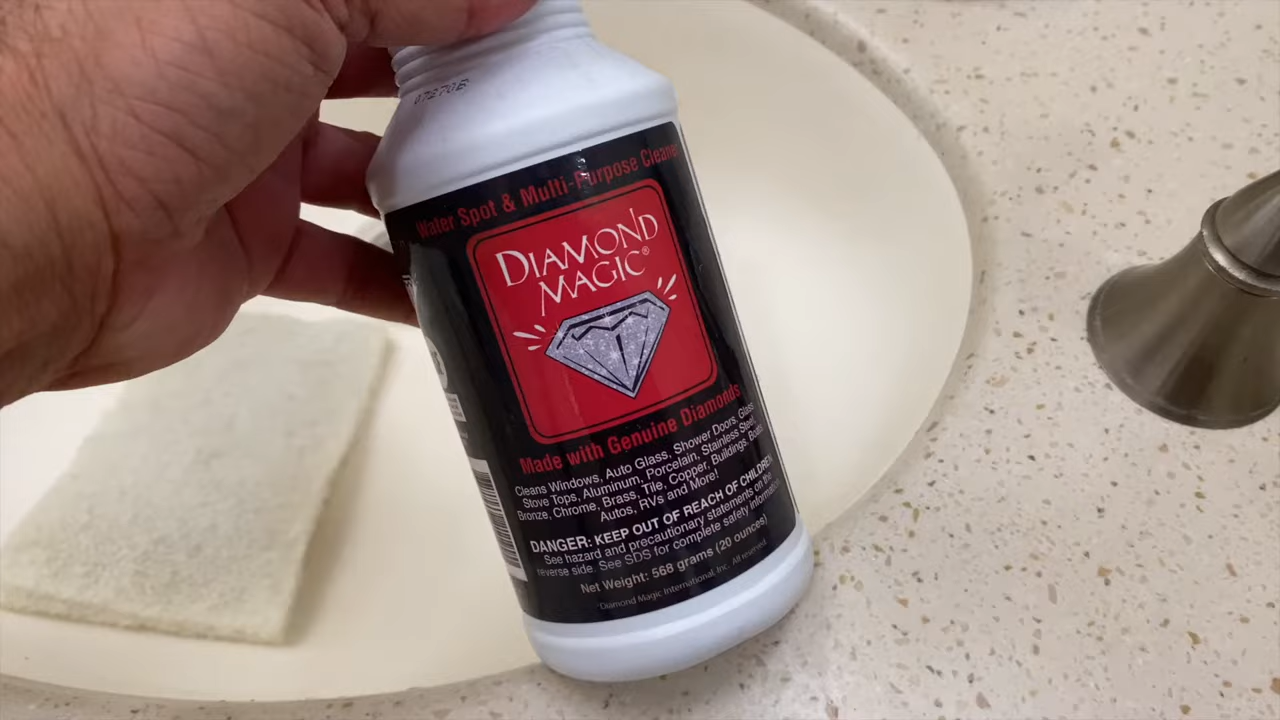 07270B
Water Spot & Multi-Purpose Cleaner
DIAMOND
MAGIC®
Made with Genuine Diamonds
Cleans Windows, Auto Glass, Shower Doors, Glass
Stove Tops, Aluminum, Porcelain, Stainless Steel,
Bronze, Chrome, Brass, Tile, Copper, Buildings, Boats,
Autos, RVs and More!
DANGER: KEEP OUT OF REACH OF CHILDREN
See hazard and precautionary statements on the
reverse side. See SDS for complete safety information
Net Weight: 568 grams (20 ounces)
Diamond Magic International, Inc. All reserved